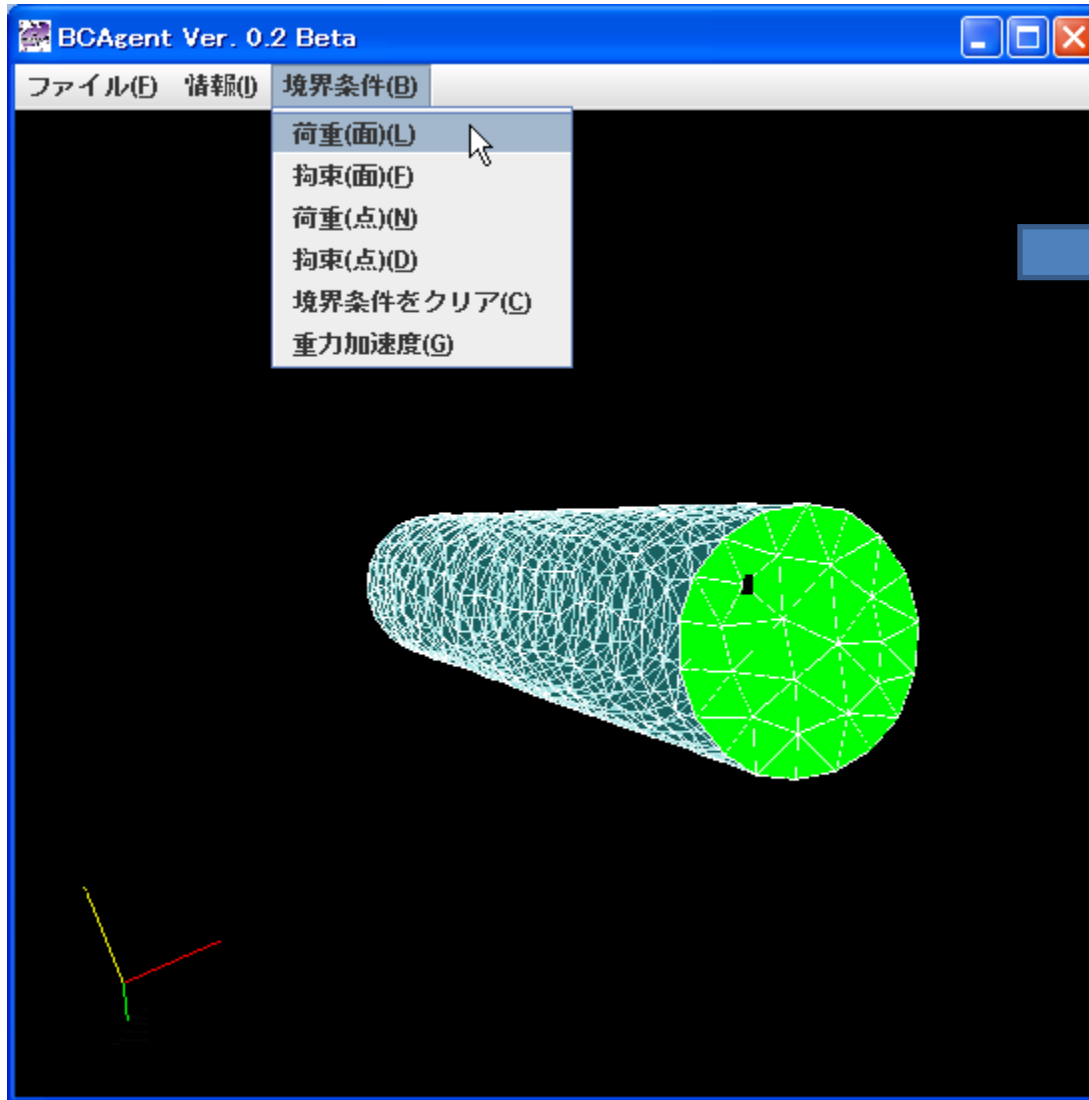 BCAgent Ver. 0.2 Beta
ファイル(F) 情報(I) 境界条件(B)
荷重(面)(L)
拘束(面)(F)
荷重(点)(N)
拘束(点)(D)
境界条件をクリア(C)
重力加速度(G)